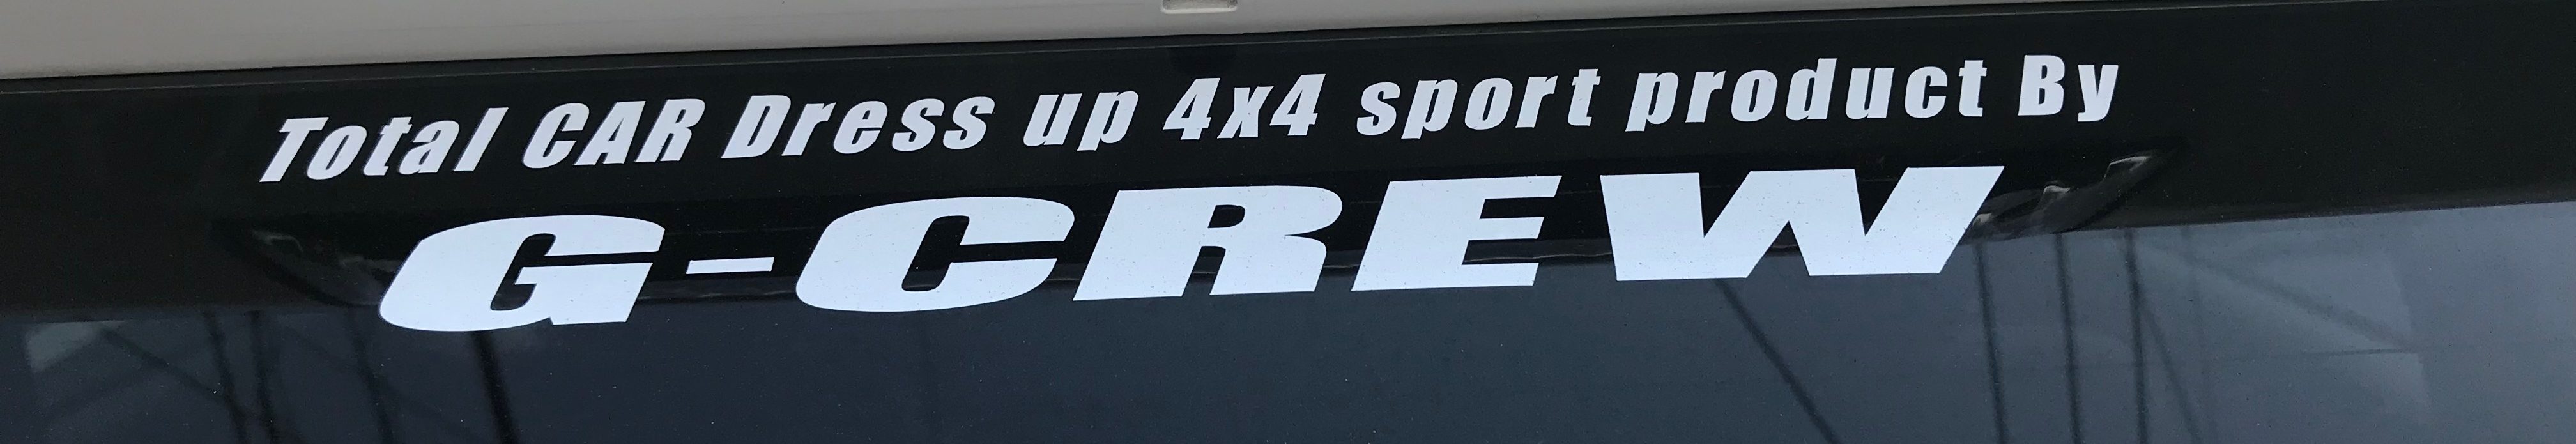 Total CAR Dress up 4x4 sport product By
G-CREW